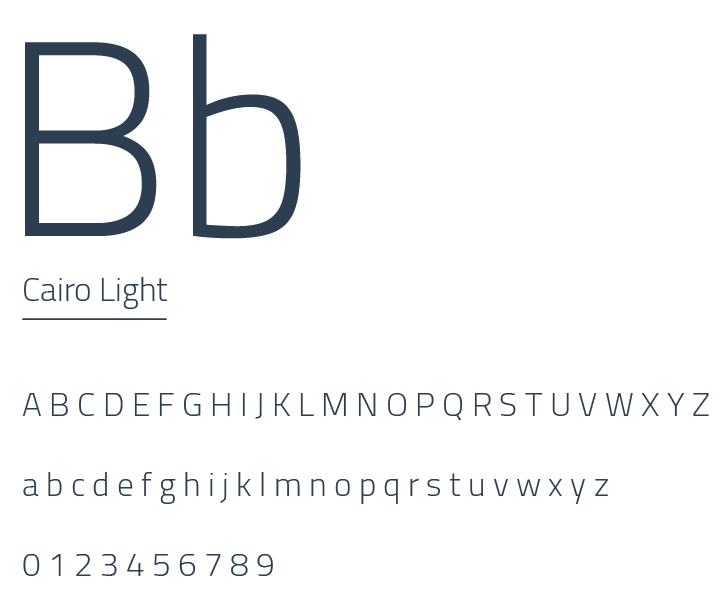 Bb
Cairo Light
A B C D E F G H I J K L M N O P Q R S T U V W X Y Z
a b c d e f g h i j k l m n o p q r s t u v w x y z
0 1 2 3 4 5 6 7 8 9